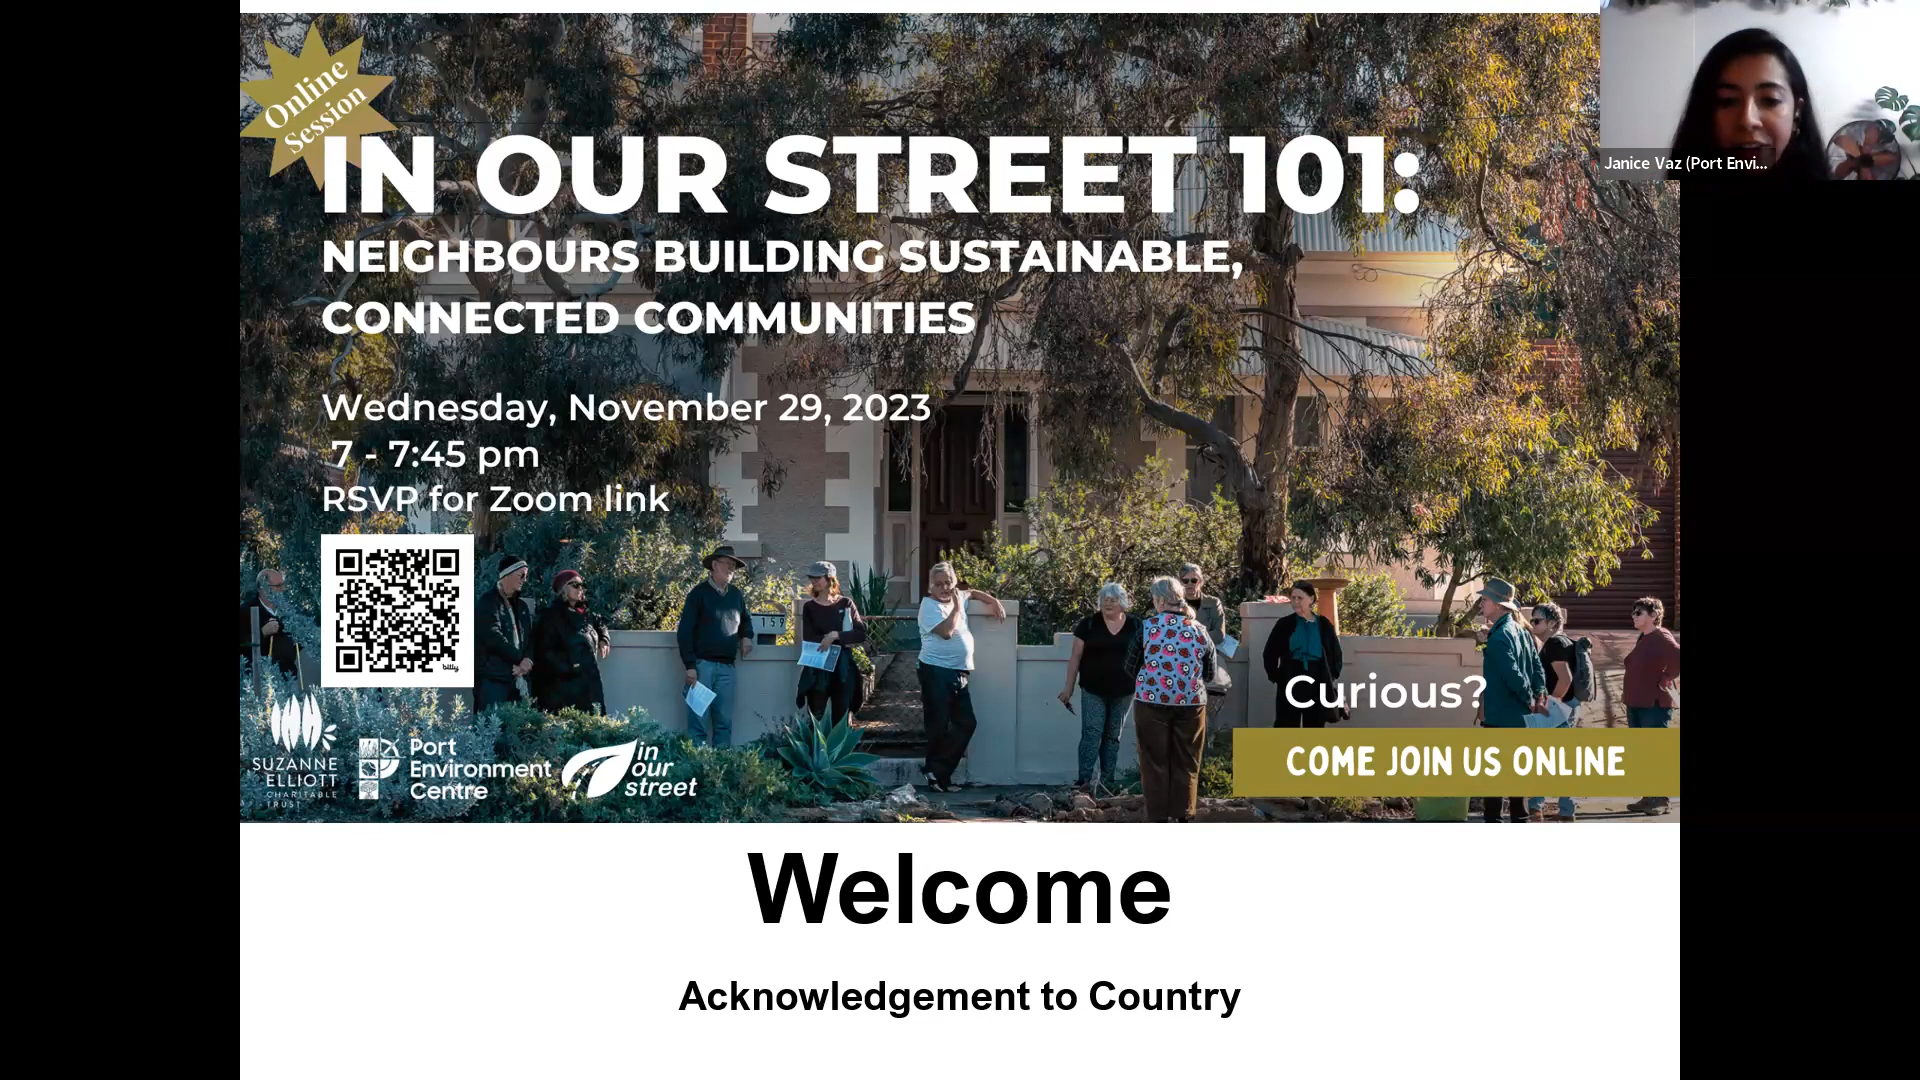 Online
Session
IN OUR STREET 101:
NEIGHBOURS BUILDING SUSTAINABLE,
CONNECTED COMMUNITIES
Wednesday, November 29, 2023
7 - 7:45 pm
RSVP for Zoom link
bitly
159
Curious?
COME JOIN US ONLINE
SUZANNE
ELLIOTT
CHARITABLE
TRUST
Port
Environment
Centre
in
our
street
Welcome
Acknowledgement to Country
Janice Vaz (Port Envi...